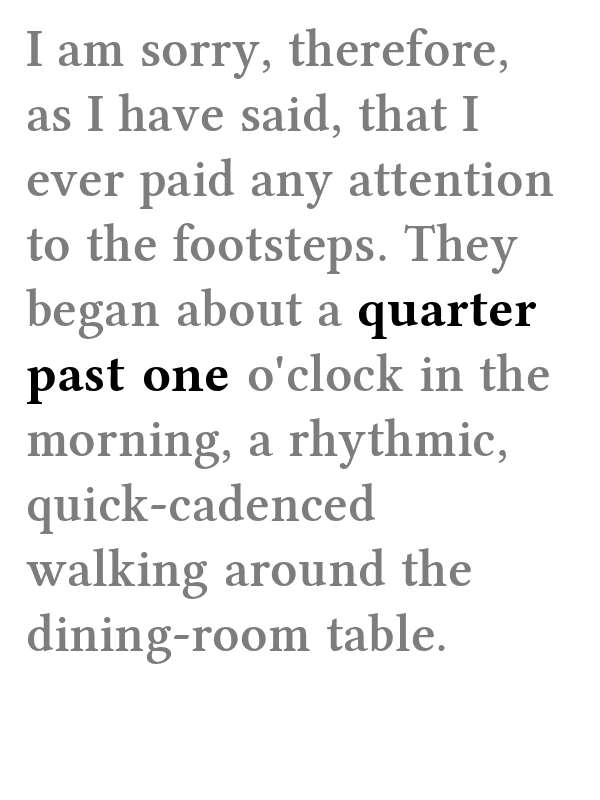 I am sorry, therefore,
as I have said, that I
ever paid any attention
to the footsteps. They
began about a quarter
past one o'clock in the
morning, a rhythmic,
quick-cadenced
walking around the
dining-room table.